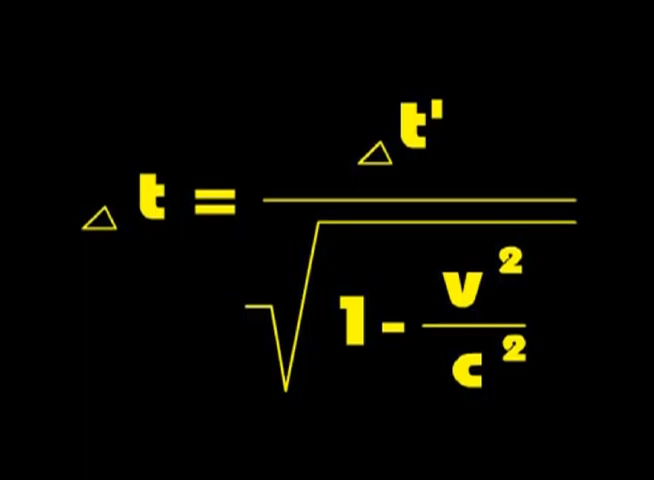 △t = △t' / √(1 - v²/c²)